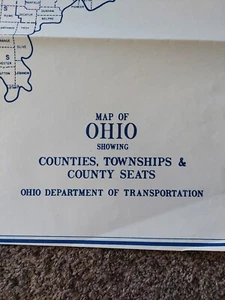 MAP OF
OHIO
SHOWING
COUNTIES, TOWNSHIPS &
COUNTY SEATS
OHIO DEPARTMENT OF TRANSPORTATION